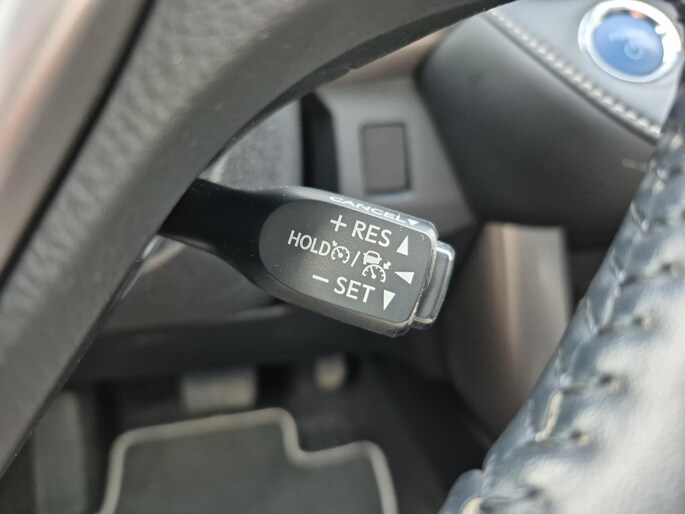 CANCEL▼
+ RES ▲
HOLD / ◀
− SET ▼